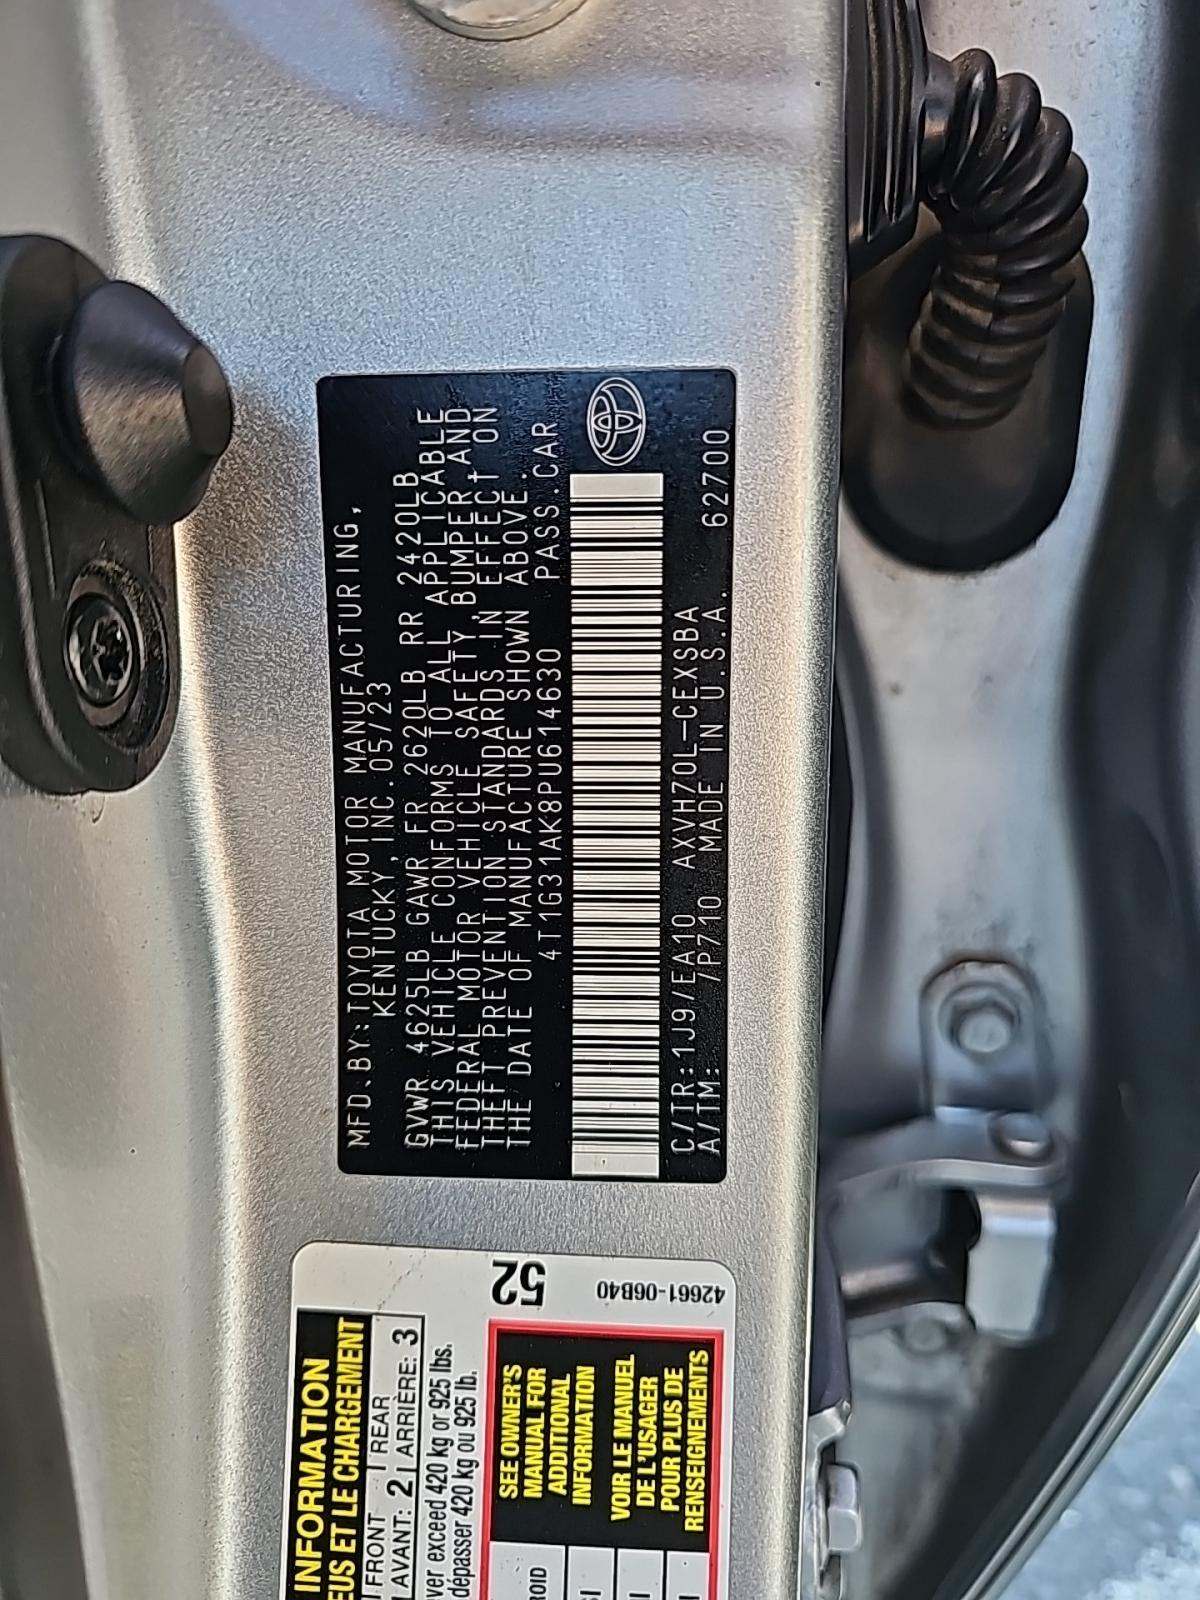 MFD.BY:TOYOTA MOTOR MANUFACTURING,
KENTUCKY,INC.05/23
GVWR 4625LB GAWR FR 2620LB RR 2420LB
THIS VEHICLE CONFORMS TO ALL APPLICABLE
FEDERAL MOTOR VEHICLE SAFETY,BUMPER AND
THEFT PREVENTION STANDARDS IN EFFECT ON
THE DATE OF MANUFACTURE SHOWN ABOVE.
4T1G31AK8PU614630 PASS.CAR
C/TR:1J9/EA10 AXVH70L-CEXSBA
A/TM: /P710 MADE IN U.S.A. 62700
INFORMATION
EUS ET LE CHARGEMENT
FRONT REAR
AVANT: 2 ARRIÈRE: 3
ver exceed 420 kg or 925 lbs.
dépasser 420 kg ou 925 lb.
52
42661-06B40
SEE OWNER'S
MANUAL FOR
ADDITIONAL
INFORMATION
VOIR LE MANUEL
DE L'USAGER
POUR PLUS DE
RENSEIGNEMENTS
ROID
SI